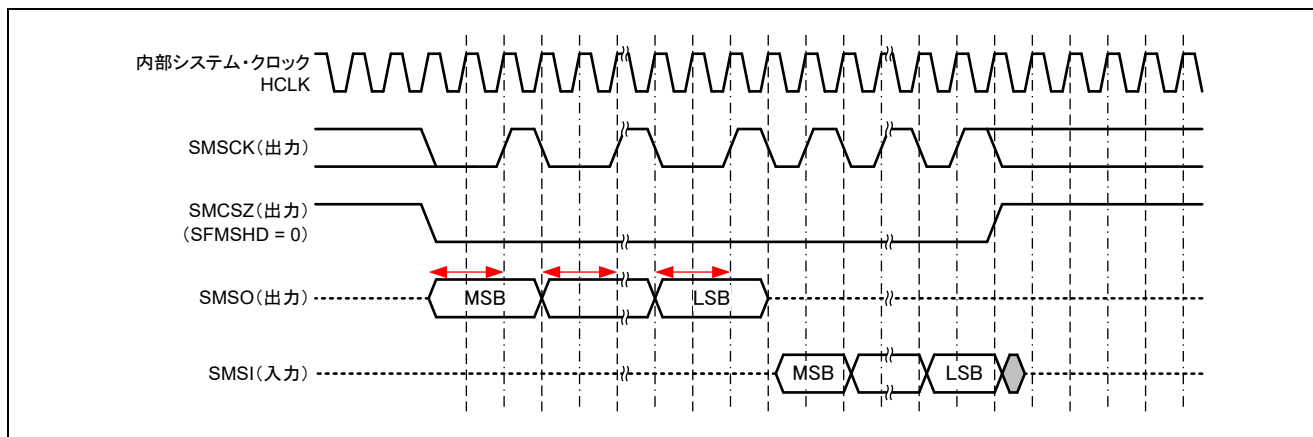 内部システム・クロック
HCLK
SMSCK(出力)
SMCSZ(出力)
(SFMSHD = 0)
SMSO(出力)
MSB
LSB
SMSI(入力)
MSB
LSB